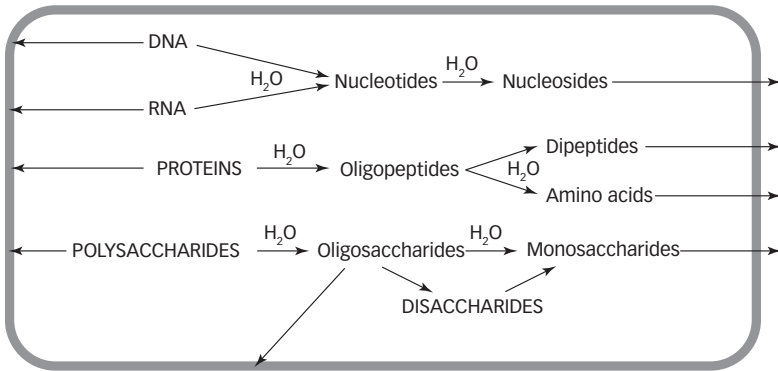 DNA
H₂O
Nucleotides
H₂O
Nucleosides
RNA
PROTEINS
H₂O
Oligopeptides
H₂O
Dipeptides
Amino acids
POLYSACCHARIDES
H₂O
Oligosaccharides
H₂O
Monosaccharides
DISACCHARIDES